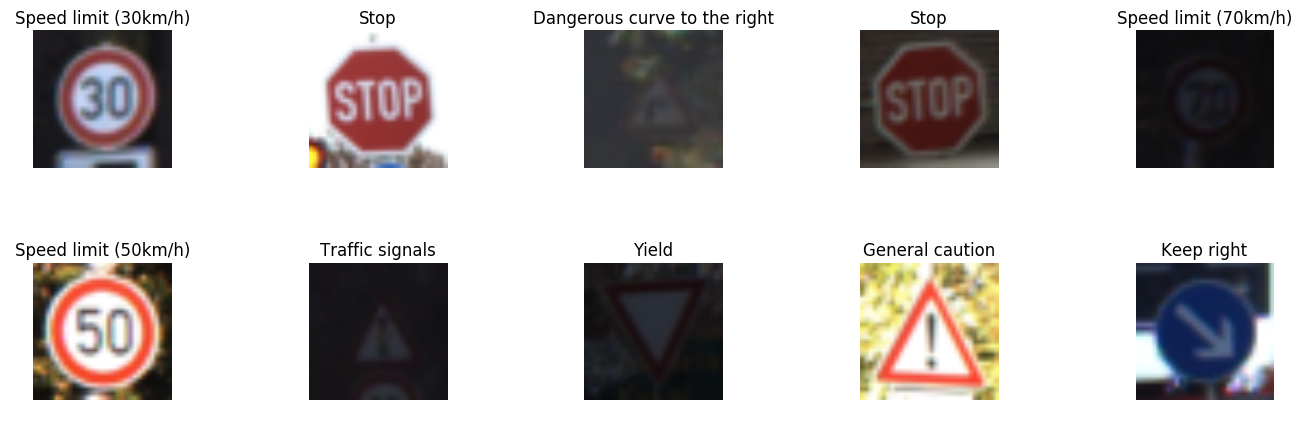 Speed limit (30km/h)
Stop
Dangerous curve to the right
Stop
Speed limit (70km/h)
30
STOP
STOP
70
Speed limit (50km/h)
Traffic signals
Yield
General caution
Keep right
50
!